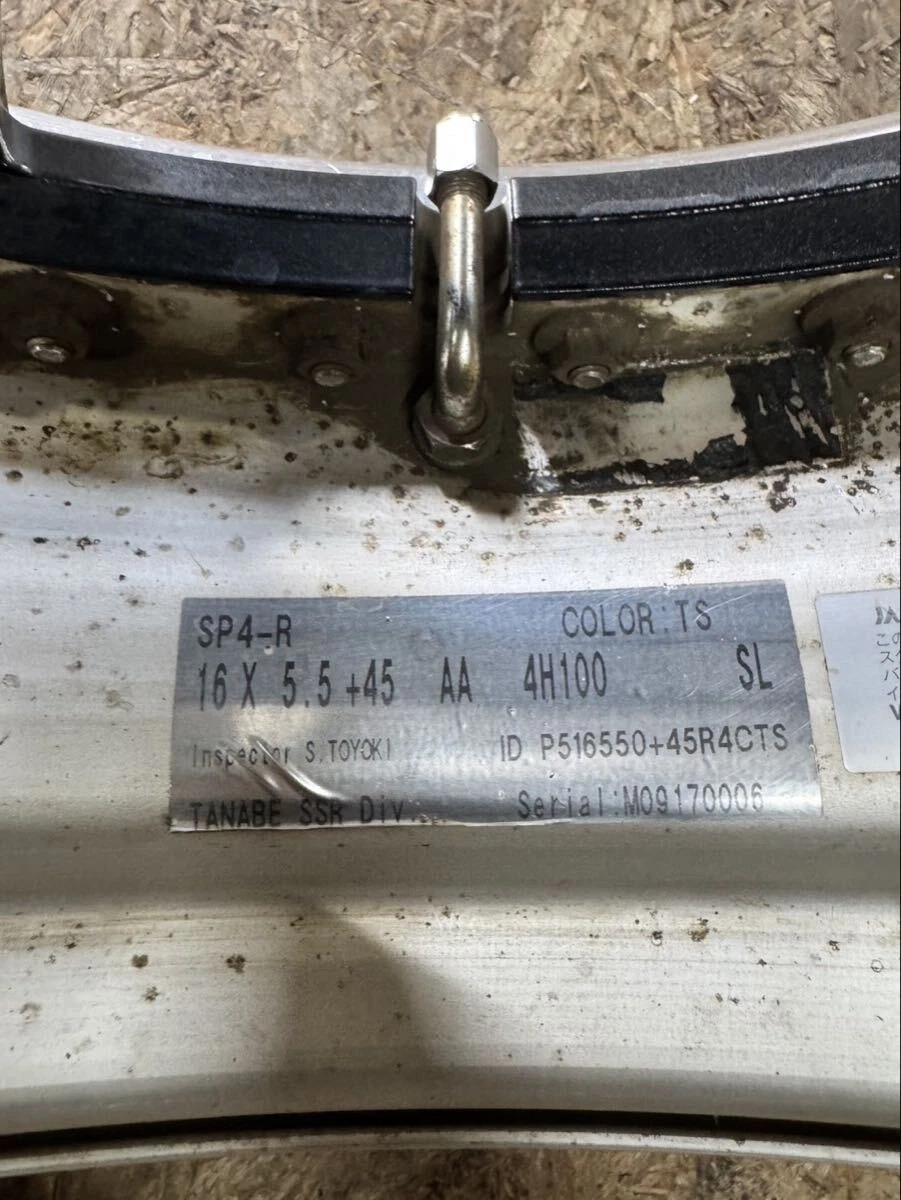 SP4-R COLOR:TS
16 X 5.5 +45 AA 4H100 SL
Inspector S.TOYOKI ID P516550+45R4CTS
TANABE SSR Div. Serial:M09170006